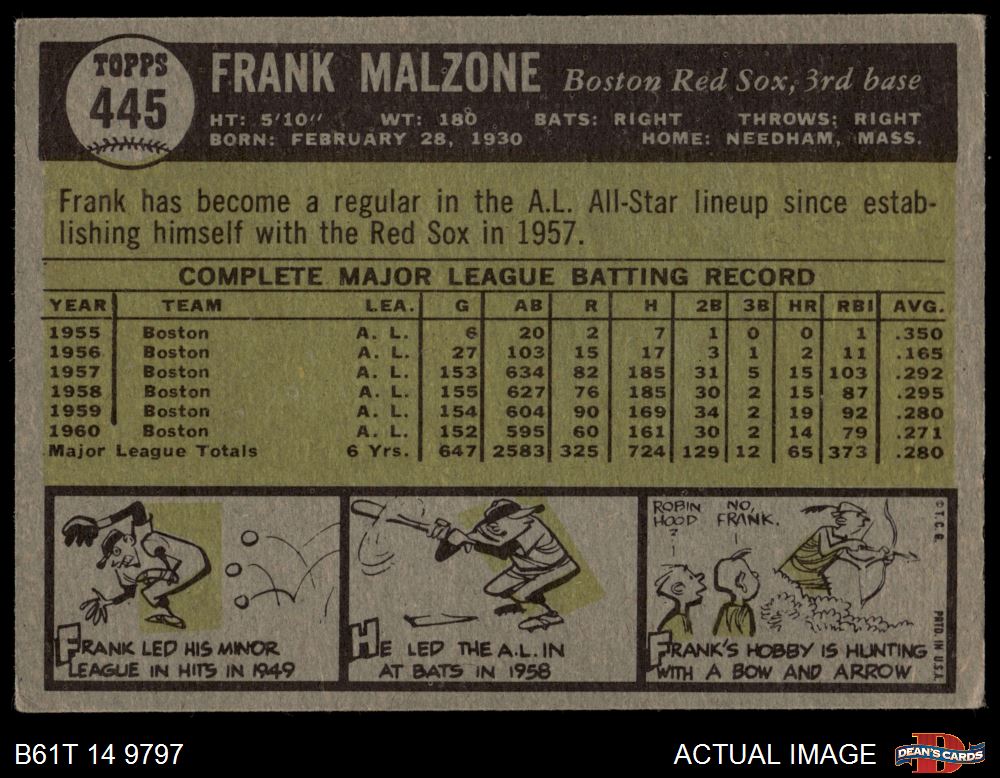 TOPPS
445
FRANK MALZONE Boston Red Sox, 3rd base
HT: 5'10" WT: 180 BATS: RIGHT THROWS: RIGHT
BORN: FEBRUARY 28, 1930 HOME: NEEDHAM, MASS.
Frank has become a regular in the A.L. All-Star lineup since estab-
lishing himself with the Red Sox in 1957.
COMPLETE MAJOR LEAGUE BATTING RECORD
YEAR TEAM LEA. G AB R H 2B 3B HR RBI AVG.
1955 Boston A. L. 6 20 2 7 1 0 0 1 .350
1956 Boston A. L. 27 103 15 17 3 1 2 11 .165
1957 Boston A. L. 153 634 82 185 31 5 15 103 .292
1958 Boston A. L. 155 627 76 185 30 2 15 87 .295
1959 Boston A. L. 154 604 90 169 34 2 19 92 .280
1960 Boston A. L. 152 595 60 161 30 2 14 79 .271
Major League Totals 6 Yrs. 647 2583 325 724 129 12 65 373 .280
FRANK LED HIS MINOR
LEAGUE IN HITS IN 1949
HE LED THE A.L. IN
AT BATS IN 1958
ROBIN
HOOD
?
NO,
FRANK.
FRANK'S HOBBY IS HUNTING
WITH A BOW AND ARROW
© T.C.G.
PRTD. IN U.S.A.
B61T 14 9797
ACTUAL IMAGE
DEAN'S CARDS